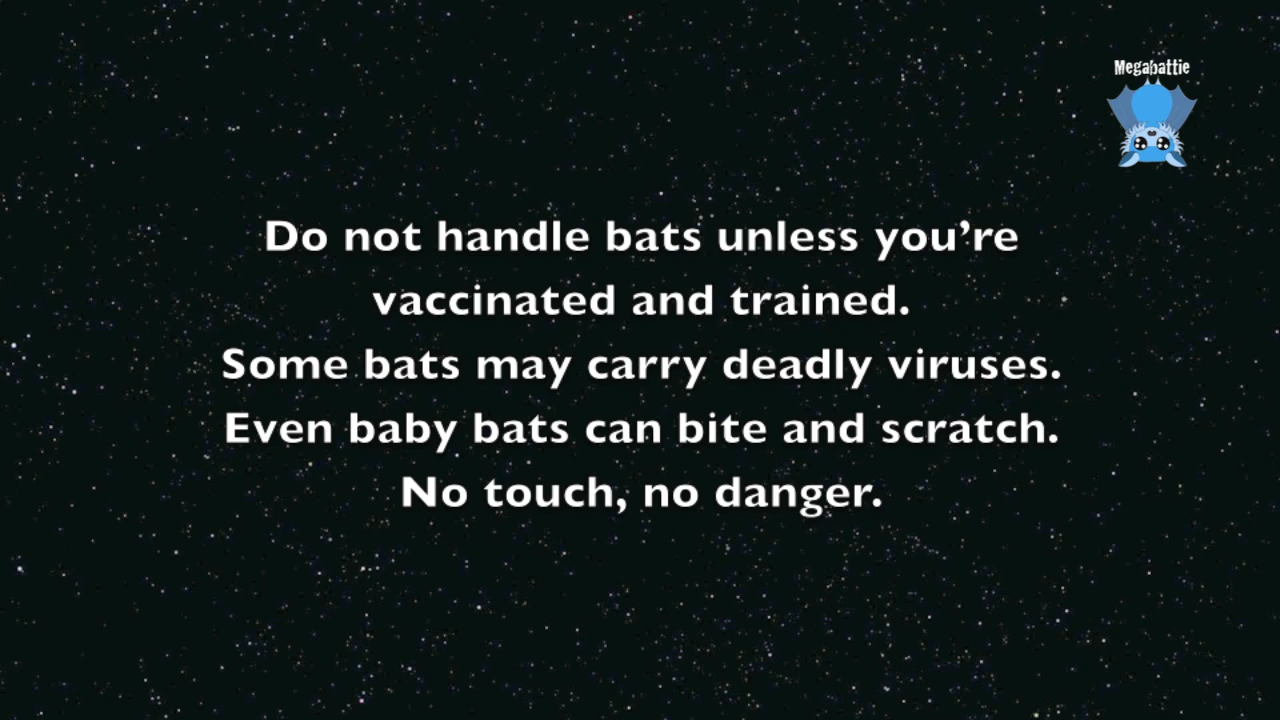 Megabattie
Do not handle bats unless you’re
vaccinated and trained.
Some bats may carry deadly viruses.
Even baby bats can bite and scratch.
No touch, no danger.